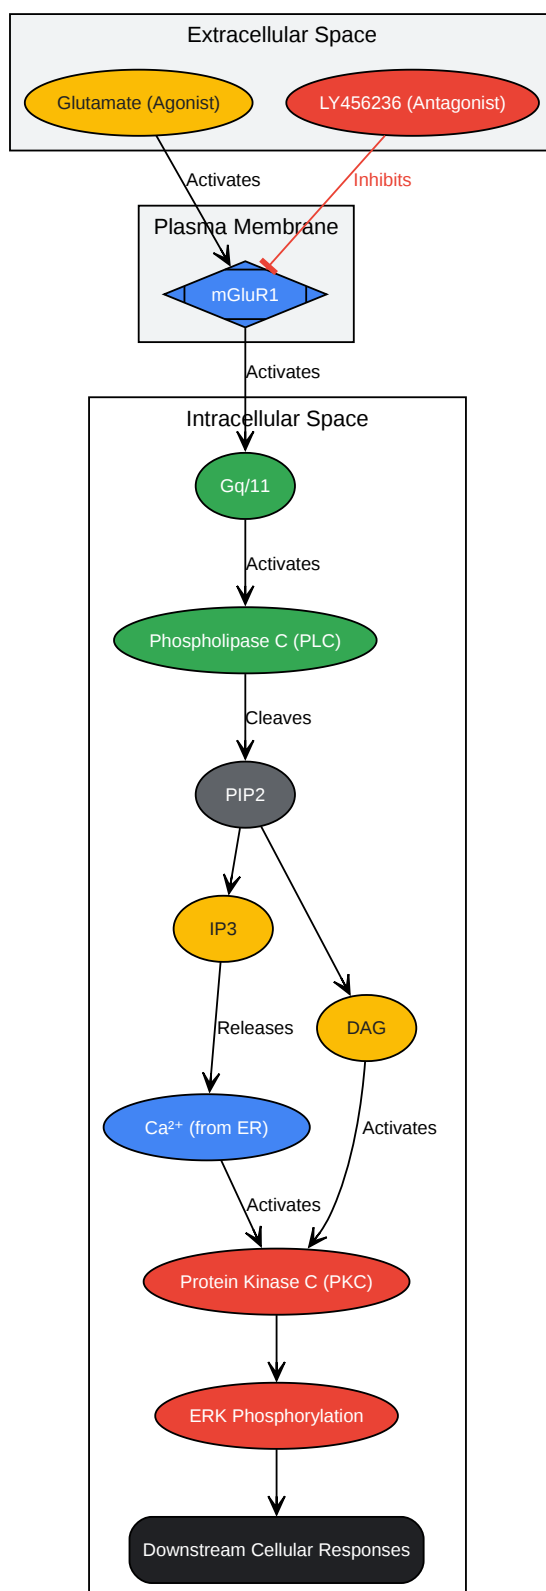 Extracellular Space
Glutamate (Agonist)
LY456236 (Antagonist)
Activates
Inhibits
Plasma Membrane
mGluR1
Activates
Intracellular Space
Gq/11
Activates
Phospholipase C (PLC)
Cleaves
PIP2
IP3
Releases
DAG
Ca²⁺ (from ER)
Activates
Activates
Protein Kinase C (PKC)
ERK Phosphorylation
Downstream Cellular Responses